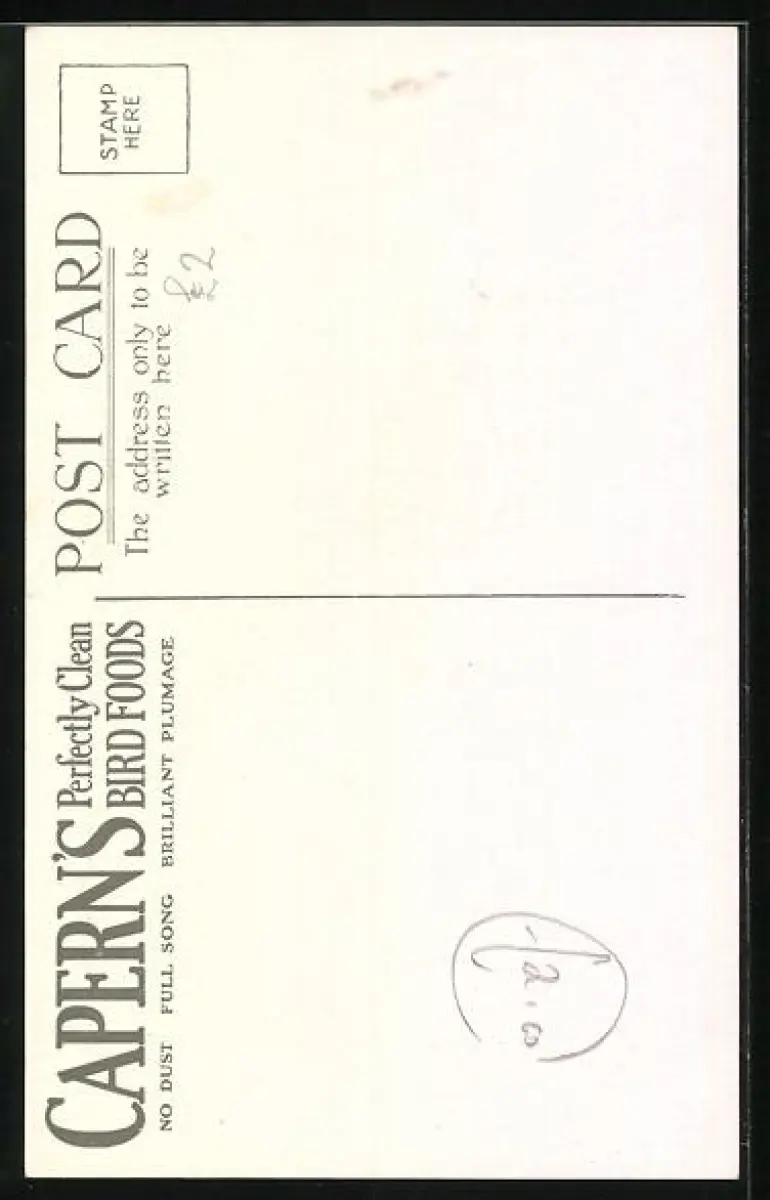 CAPERN'S Perfectly Clean
BIRD FOODS
NO DUST FULL SONG BRILLIANT PLUMAGE
POST CARD
The address only to be
written here
STAMP
HERE
£2